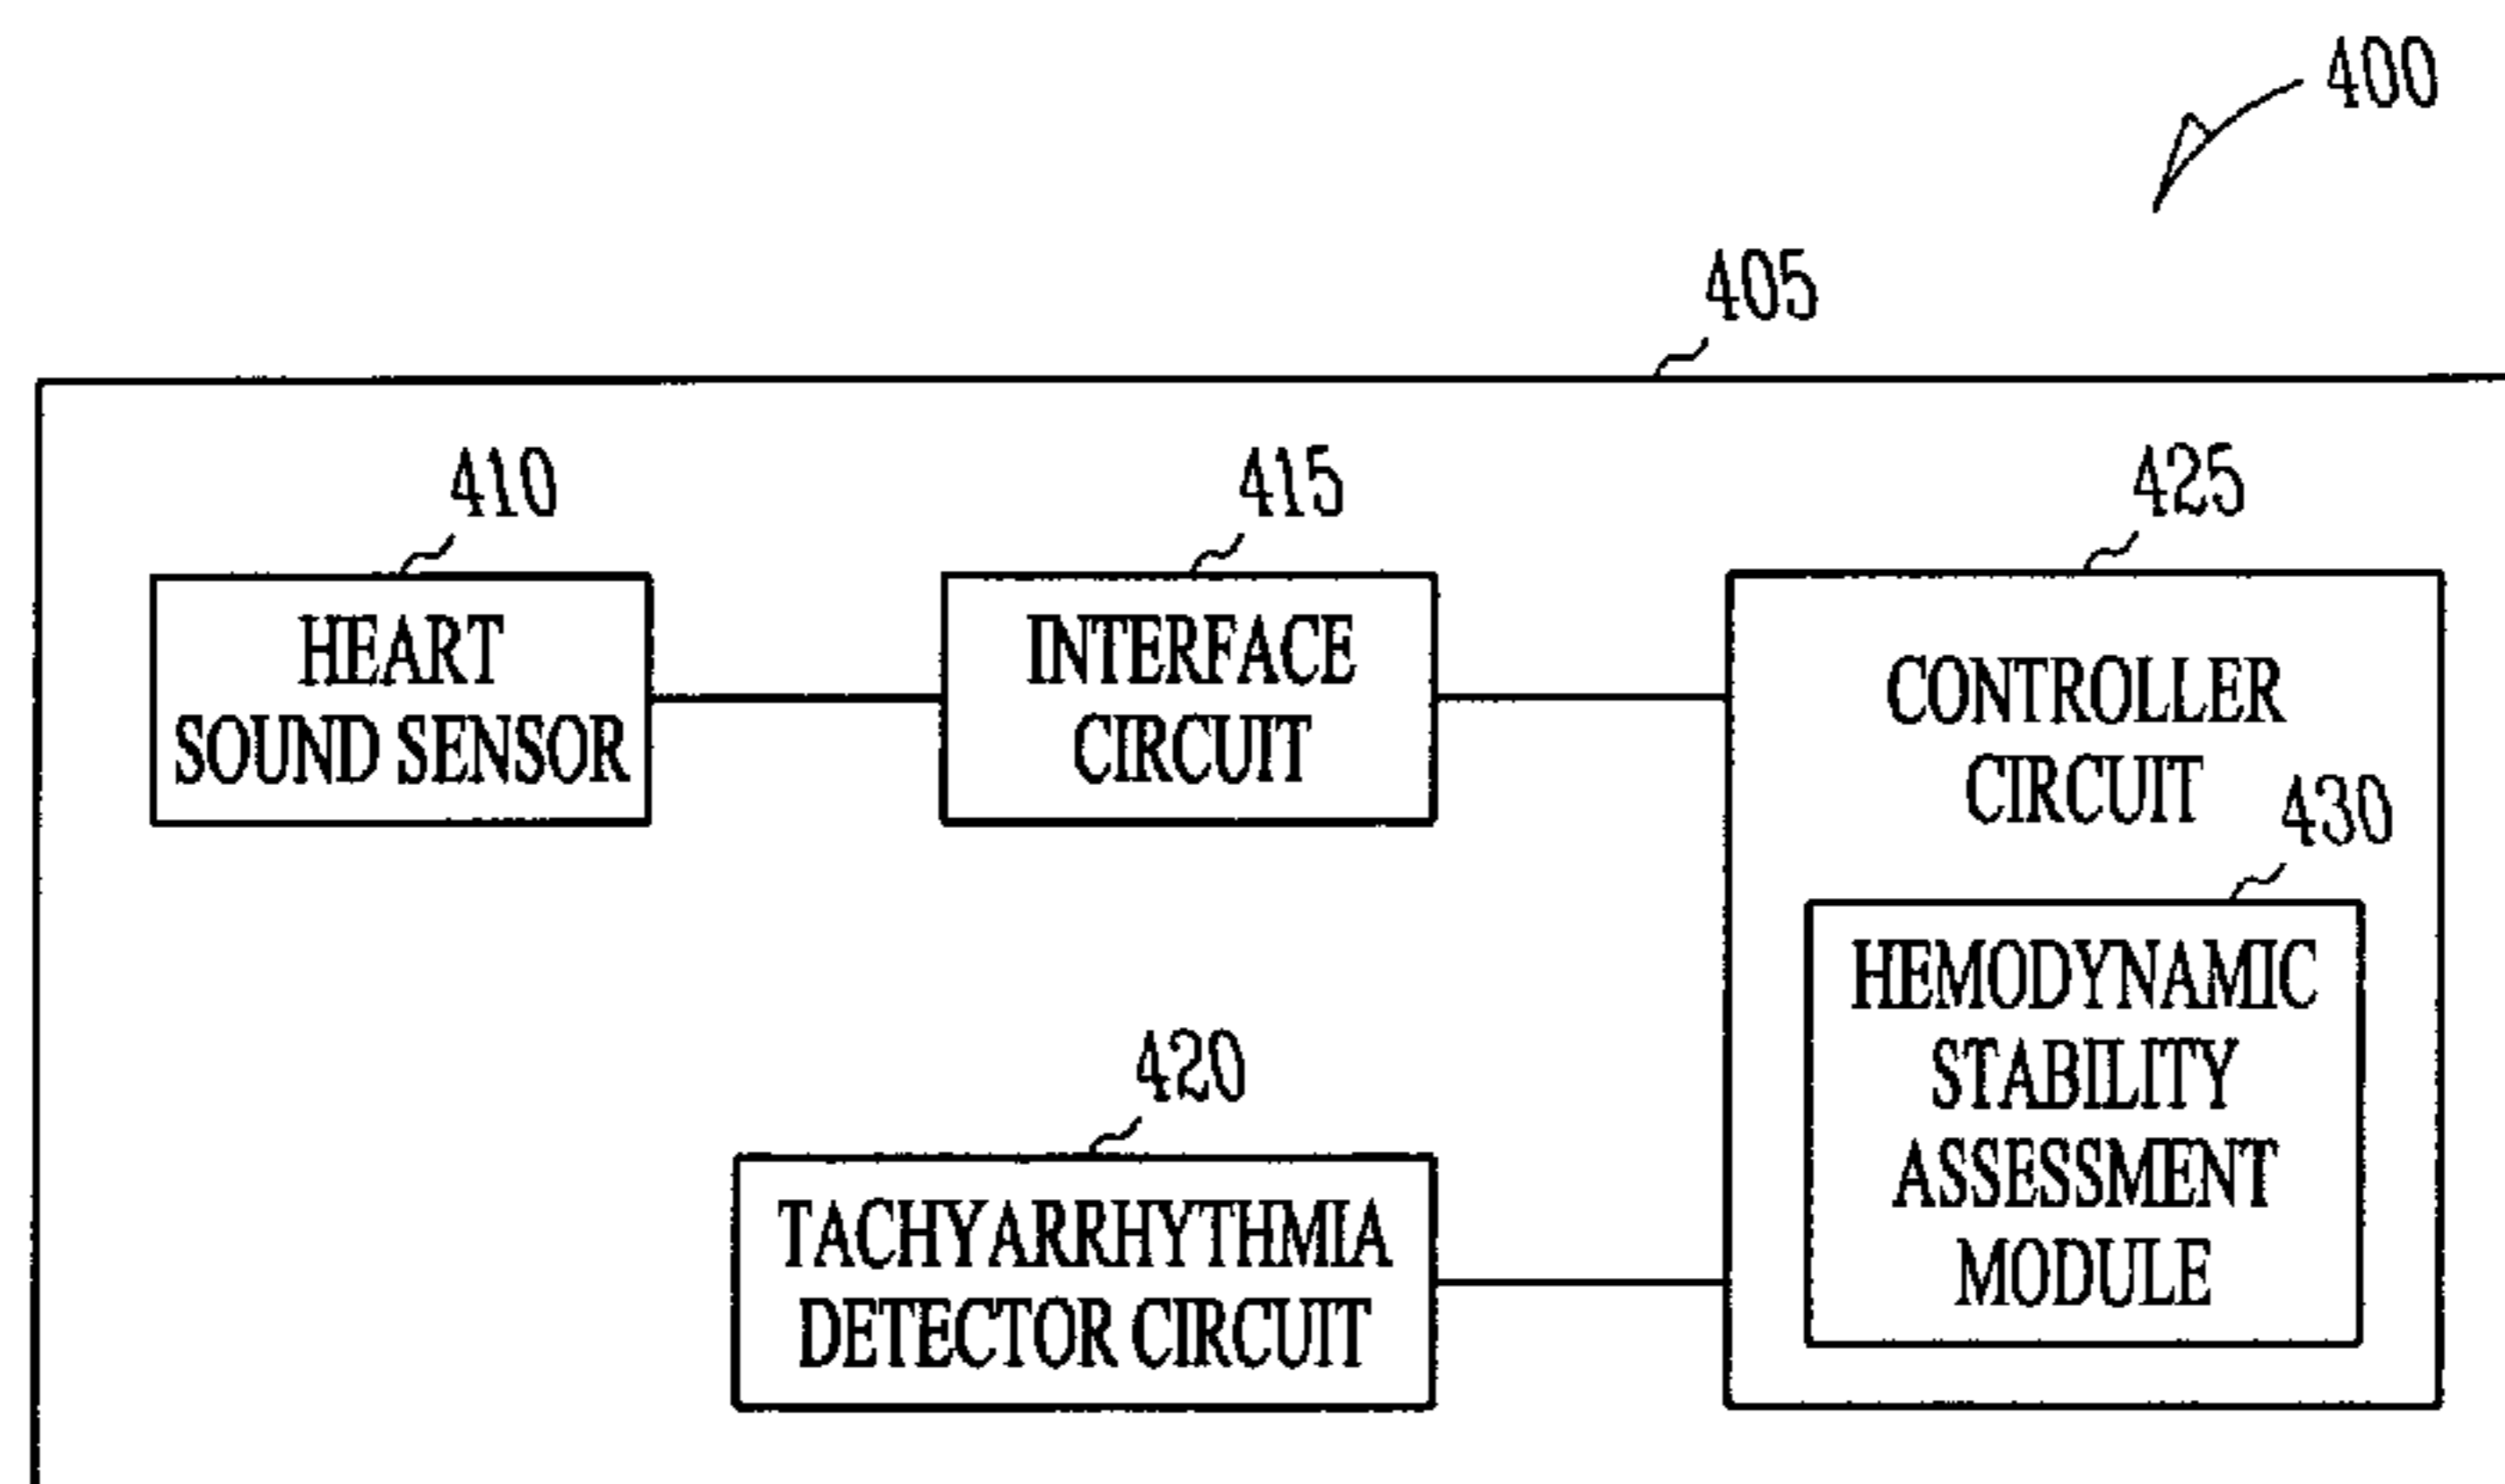 400
405
410
HEART
SOUND SENSOR
415
INTERFACE
CIRCUIT
425
CONTROLLER
CIRCUIT
430
HEMODYNAMIC
STABILITY
ASSESSMENT
MODULE
420
TACHYARRHYTHMIA
DETECTOR CIRCUIT